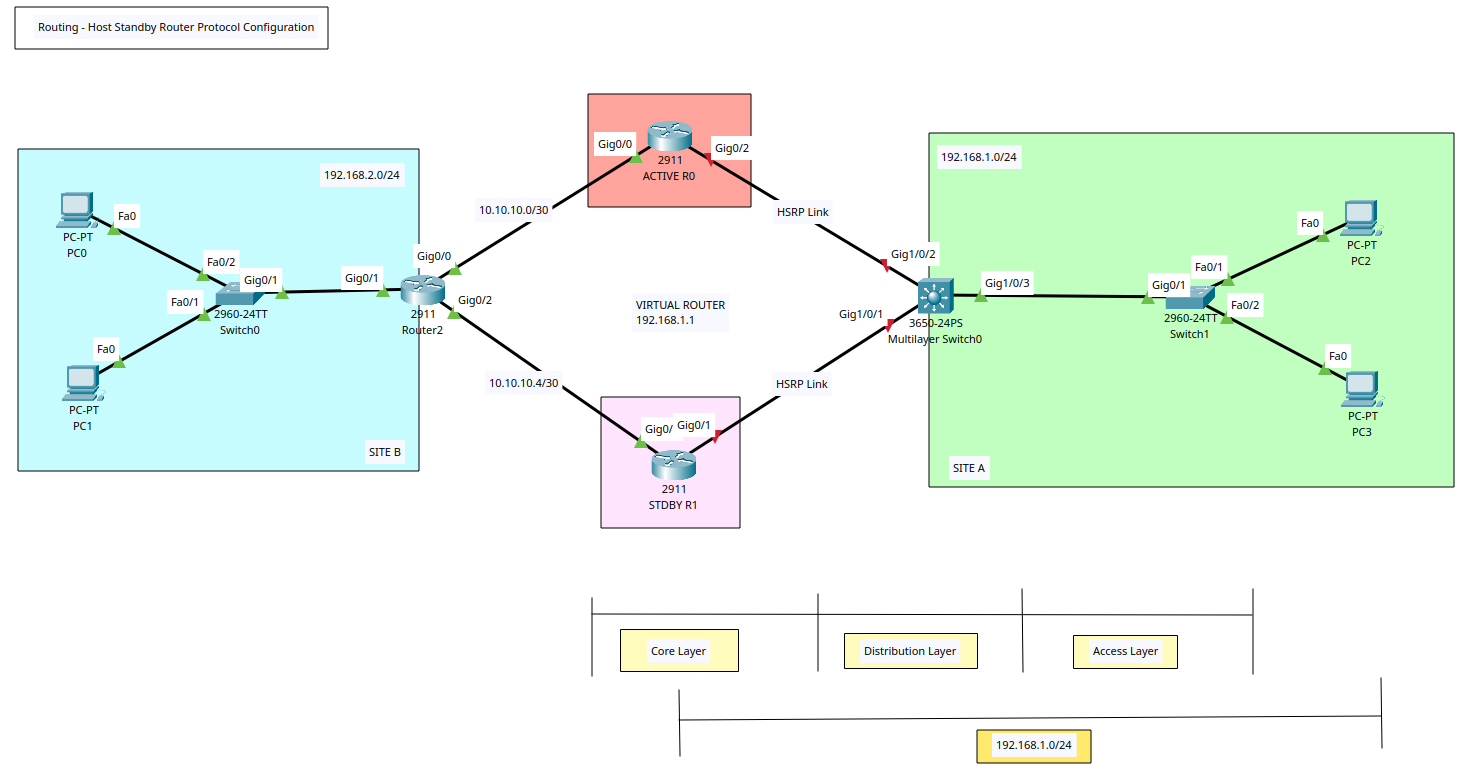 Routing - Host Standby Router Protocol Configuration
192.168.2.0/24
PC-PT
PC0
Fa0
Fa0/2
Gig0/1
Fa0/1
2960-24TT
Switch0
Fa0
PC-PT
PC1
SITE B
Gig0/1
Gig0/0
Gig0/2
2911
Router2
10.10.10.0/30
10.10.10.4/30
Gig0/0
Gig0/2
2911
ACTIVE R0
VIRTUAL ROUTER
192.168.1.1
Gig0/
Gig0/1
2911
STDBY R1
HSRP Link
HSRP Link
192.168.1.0/24
Gig1/0/2
Gig1/0/1
Gig1/0/3
3650-24PS
Multilayer Switch0
Gig0/1
Fa0/1
Fa0/2
2960-24TT
Switch1
Fa0
PC-PT
PC2
Fa0
PC-PT
PC3
SITE A
Core Layer
Distribution Layer
Access Layer
192.168.1.0/24